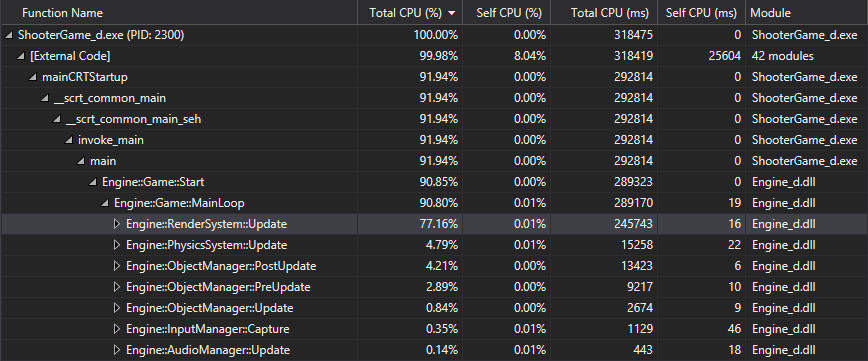 Function Name Total CPU (%) Self CPU (%) Total CPU (ms) Self CPU (ms) Module
ShooterGame_d.exe (PID: 2300) 100.00% 0.00% 318475 0 ShooterGame_d.exe
[External Code] 99.98% 8.04% 318419 25604 42 modules
mainCRTStartup 91.94% 0.00% 292814 0 ShooterGame_d.exe
__scrt_common_main 91.94% 0.00% 292814 0 ShooterGame_d.exe
__scrt_common_main_seh 91.94% 0.00% 292814 0 ShooterGame_d.exe
invoke_main 91.94% 0.00% 292814 0 ShooterGame_d.exe
main 91.94% 0.00% 292814 0 ShooterGame_d.exe
Engine::Game::Start 90.85% 0.00% 289323 0 Engine_d.dll
Engine::Game::MainLoop 90.80% 0.01% 289170 19 Engine_d.dll
Engine::RenderSystem::Update 77.16% 0.01% 245743 16 Engine_d.dll
Engine::PhysicsSystem::Update 4.79% 0.01% 15258 22 Engine_d.dll
Engine::ObjectManager::PostUpdate 4.21% 0.00% 13423 6 Engine_d.dll
Engine::ObjectManager::PreUpdate 2.89% 0.00% 9217 10 Engine_d.dll
Engine::ObjectManager::Update 0.84% 0.00% 2674 9 Engine_d.dll
Engine::InputManager::Capture 0.35% 0.01% 1129 46 Engine_d.dll
Engine::AudioManager::Update 0.14% 0.01% 443 18 Engine_d.dll